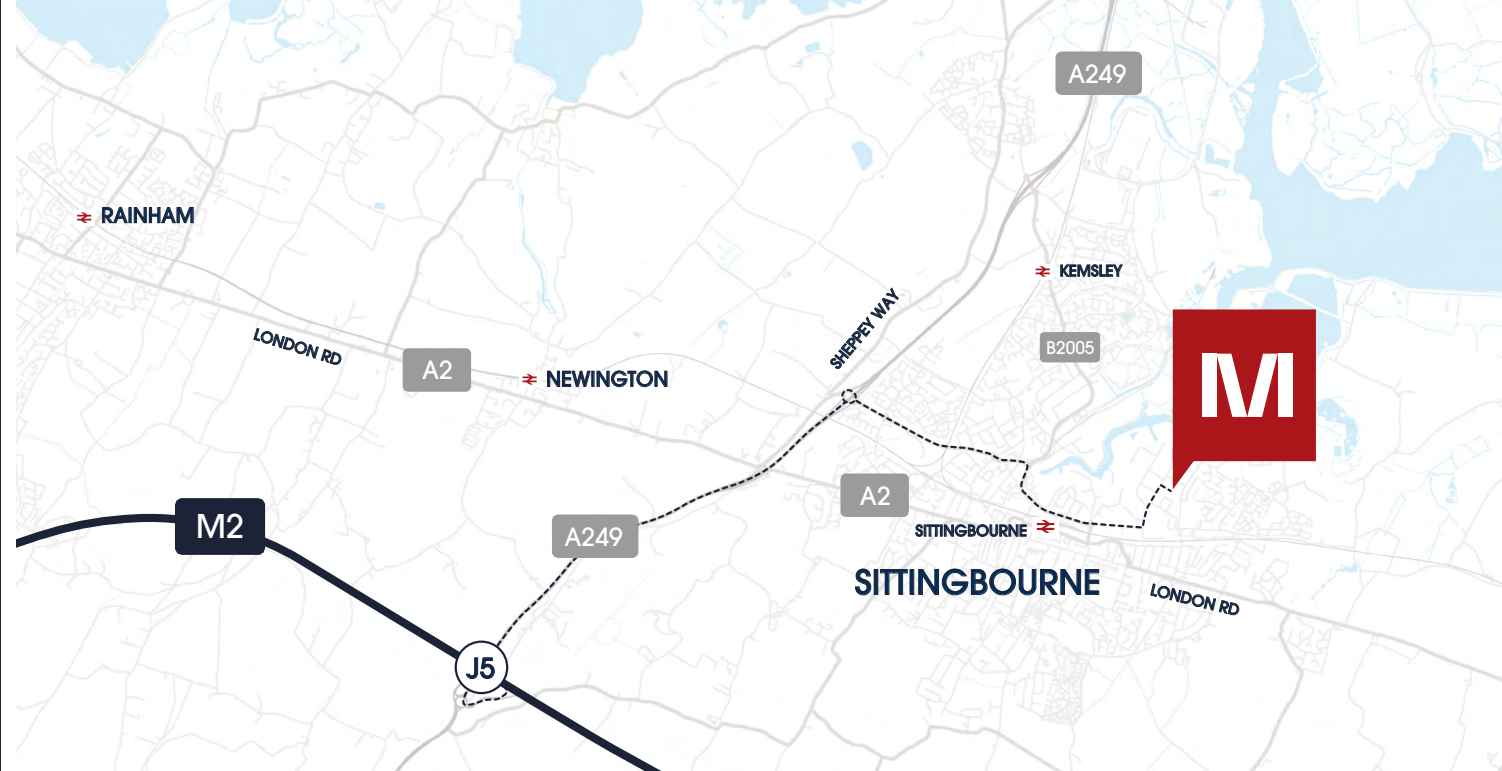 A249
RAINHAM
KEMSLEY
SHEPPEY WAY
LONDON RD
B2005
A2
NEWINGTON
M
A2
M2
A249
SITTINGBOURNE
SITTINGBOURNE
LONDON RD
J5